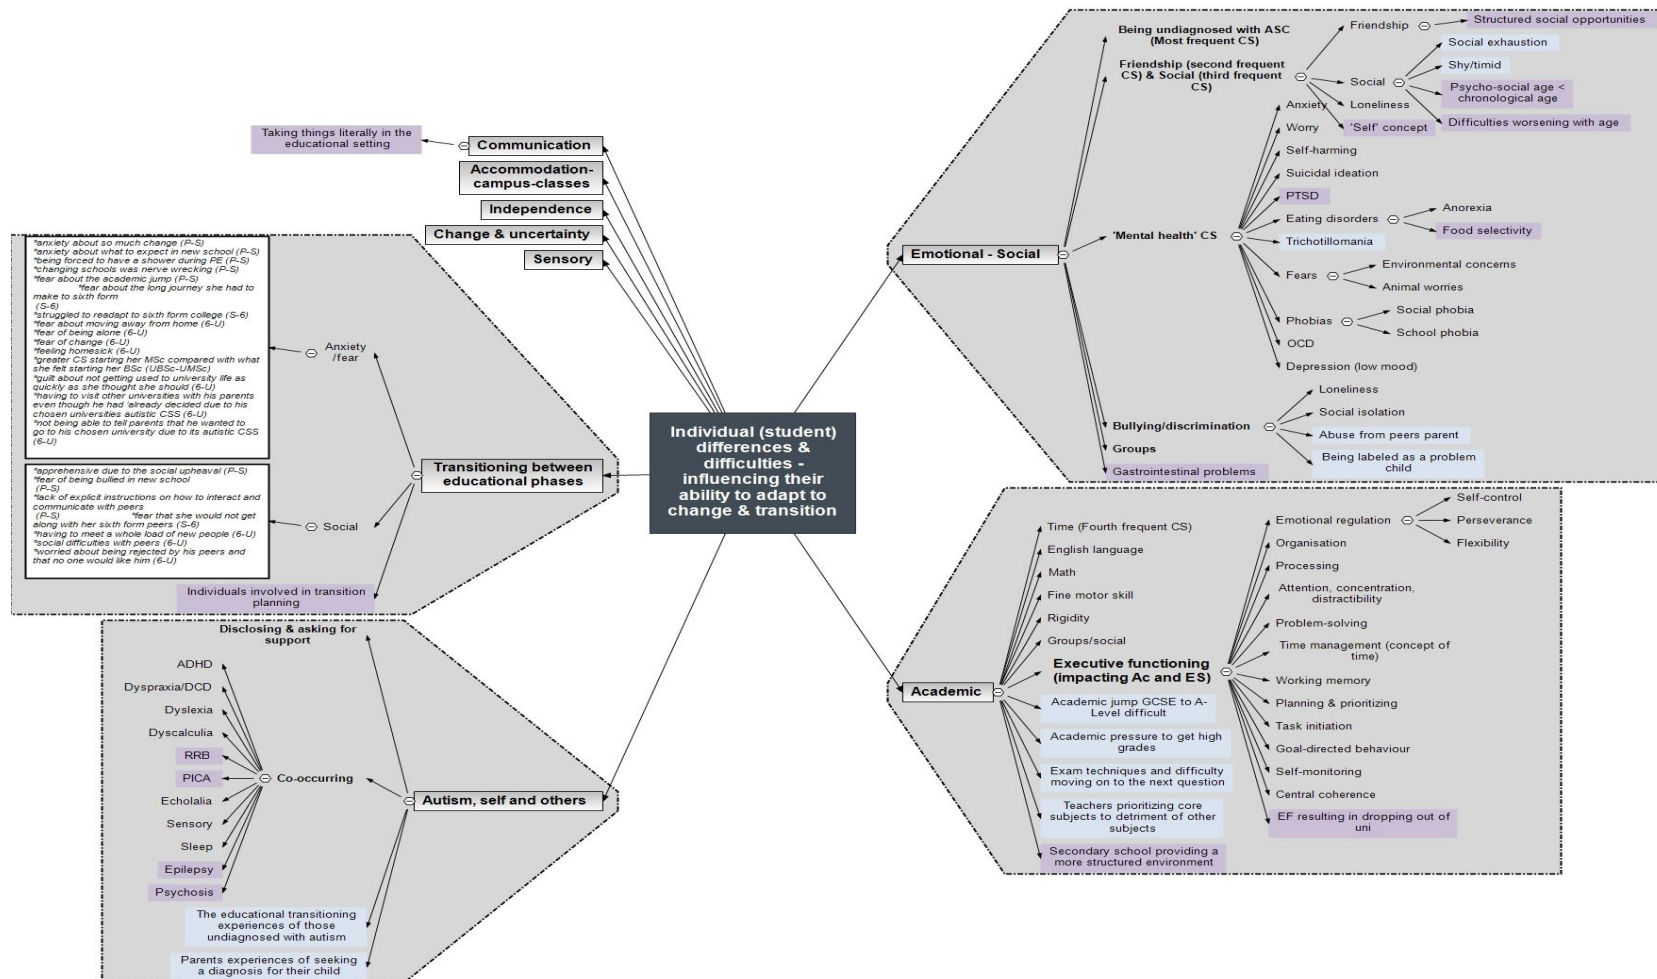 Individual (student)
differences &
difficulties -
influencing their
ability to adapt to
change & transition
Communication
Taking things literally in the
educational setting
Accommodation-
campus-classes
Independence
Change & uncertainty
Sensory
Transitioning between
educational phases
Anxiety
/fear
*anxiety about so much change (P-S)
*anxiety about what to expect in new school (P-S)
*being forced to have a shower during PE (P-S)
*changing schools was nerve wrecking (P-S)
*fear about the academic jump (P-S)
*fear about the long journey she had to
make to sixth form
(S-6)
*struggled to readapt to sixth form college (S-6)
*fear about moving away from home (6-U)
*fear of being alone (6-U)
*fear of change (6-U)
*feeling homesick (6-U)
*greater CS starting her MSc compared with what
she felt starting her BSc (UBSc-UMSc)
*guilt about not getting used to university life as
quickly as she thought she should (6-U)
*having to visit other universities with his parents
even though he had 'already decided due to his
chosen universities autistic CSS (6-U)
*not being able to tell parents that he wanted to
go to his chosen university due to its autistic CSS
(6-U)
Social
*apprehensive due to the social upheaval (P-S)
*fear of being bullied in new school
(P-S)
*lack of explicit instructions on how to interact and
communicate with peers
(P-S) *fear that she would not get
along with her sixth form peers (S-6)
*having to meet a whole load of new people (6-U)
*social difficulties with peers (6-U)
*worried about being rejected by his peers and
that no one would like him (6-U)
Individuals involved in transition
planning
Autism, self and others
Disclosing & asking for
support
Co-occurring
ADHD
Dyspraxia/DCD
Dyslexia
Dyscalculia
RRB
PICA
Echolalia
Sensory
Sleep
Epilepsy
Psychosis
The educational transitioning
experiences of those
undiagnosed with autism
Parents experiences of seeking
a diagnosis for their child
Emotional - Social
Being undiagnosed with ASC
(Most frequent CS)
Friendship (second frequent
CS) & Social (third frequent
CS)
Friendship
Structured social opportunities
Social
Social exhaustion
Shy/timid
Psycho-social age <
chronological age
Difficulties worsening with age
Loneliness
'Self' concept
'Mental health' CS
Anxiety
Worry
Self-harming
Suicidal ideation
PTSD
Eating disorders
Anorexia
Food selectivity
Trichotillomania
Fears
Environmental concerns
Animal worries
Phobias
Social phobia
School phobia
OCD
Depression (low mood)
Bullying/discrimination
Loneliness
Social isolation
Abuse from peers parent
Being labeled as a problem
child
Groups
Gastrointestinal problems
Academic
Time (Fourth frequent CS)
English language
Math
Fine motor skill
Rigidity
Groups/social
Executive functioning
(impacting Ac and ES)
Emotional regulation
Self-control
Perseverance
Flexibility
Organisation
Processing
Attention, concentration,
distractibility
Problem-solving
Time management (concept of
time)
Working memory
Planning & prioritizing
Task initiation
Goal-directed behaviour
Self-monitoring
Central coherence
EF resulting in dropping out of
uni
Academic jump GCSE to A-
Level difficult
Academic pressure to get high
grades
Exam techniques and difficulty
moving on to the next question
Teachers prioritizing core
subjects to detriment of other
subjects
Secondary school providing a
more structured environment